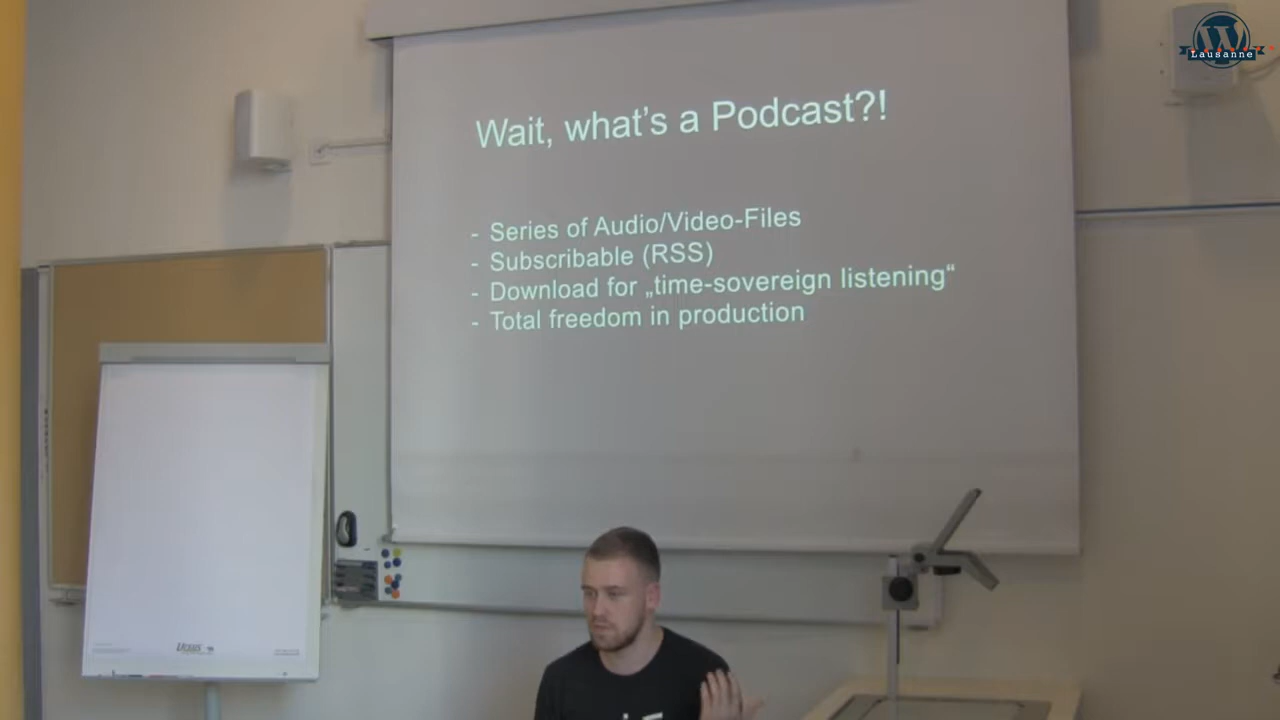 Lausanne
Wait, what's a Podcast?!
- Series of Audio/Video-Files
- Subscribable (RSS)
- Download for „time-sovereign listening“
- Total freedom in production